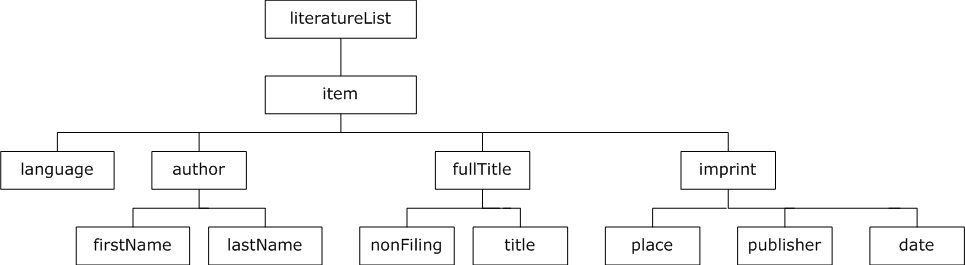 literatureList
item
language author fullTitle imprint
firstName lastName nonFiling title place publisher date